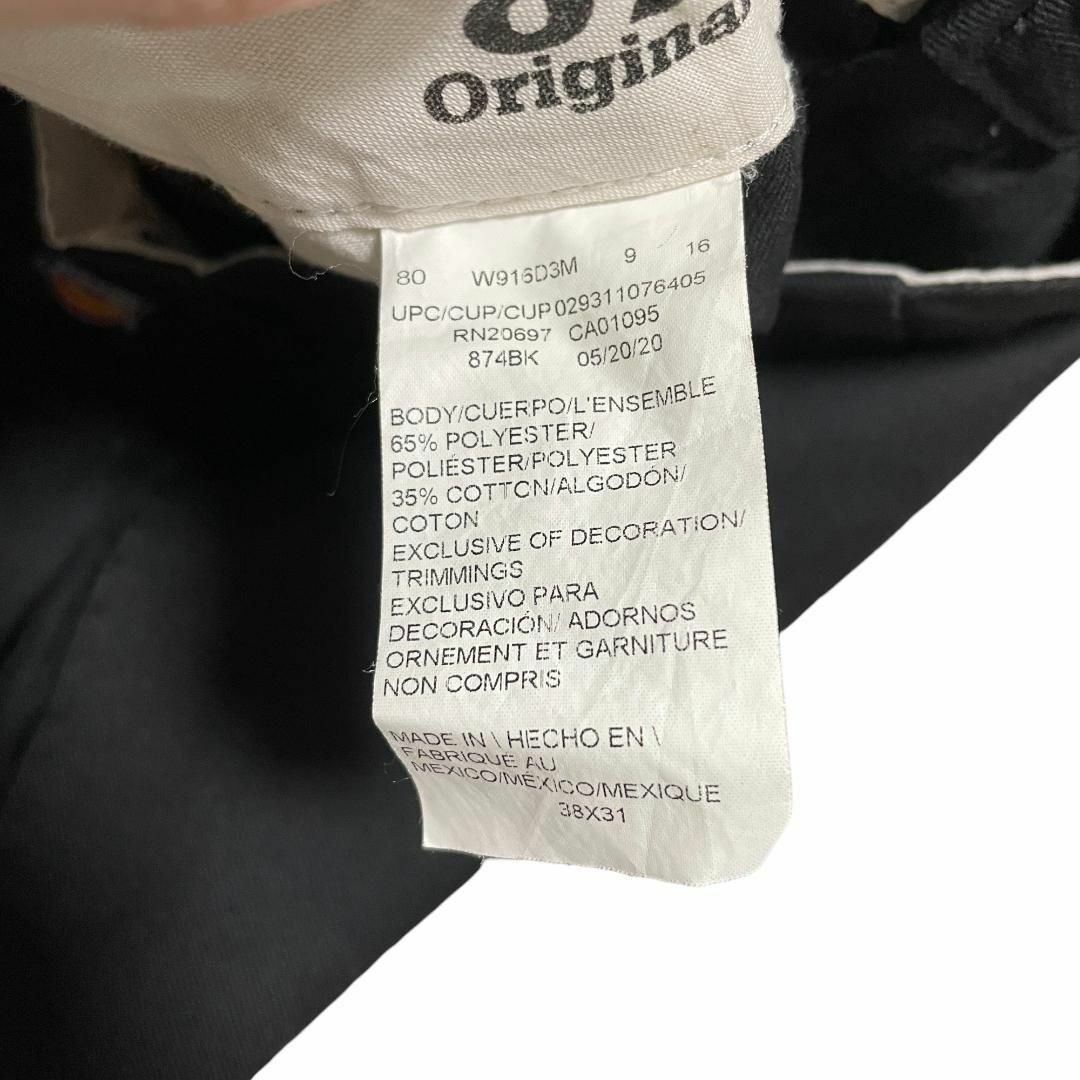 Original
80 W916D3M 9 16
UPC/CUP/CUP 029311076405
RN20697 CA01095
874BK 05/20/20
BODY/CUERPO/L'ENSEMBLE
65% POLYESTER/
POLIÉSTER/POLYESTER
35% COTTON/ALGODÓN/
COTON
EXCLUSIVE OF DECORATION/
TRIMMINGS
EXCLUSIVO PARA
DECORACIÓN/ ADORNOS
ORNEMENT ET GARNITURE
NON COMPRIS
MADE IN \ HECHO EN \
FABRIQUÉ AU
MEXICO/MÉXICO/MEXIQUE
38X31